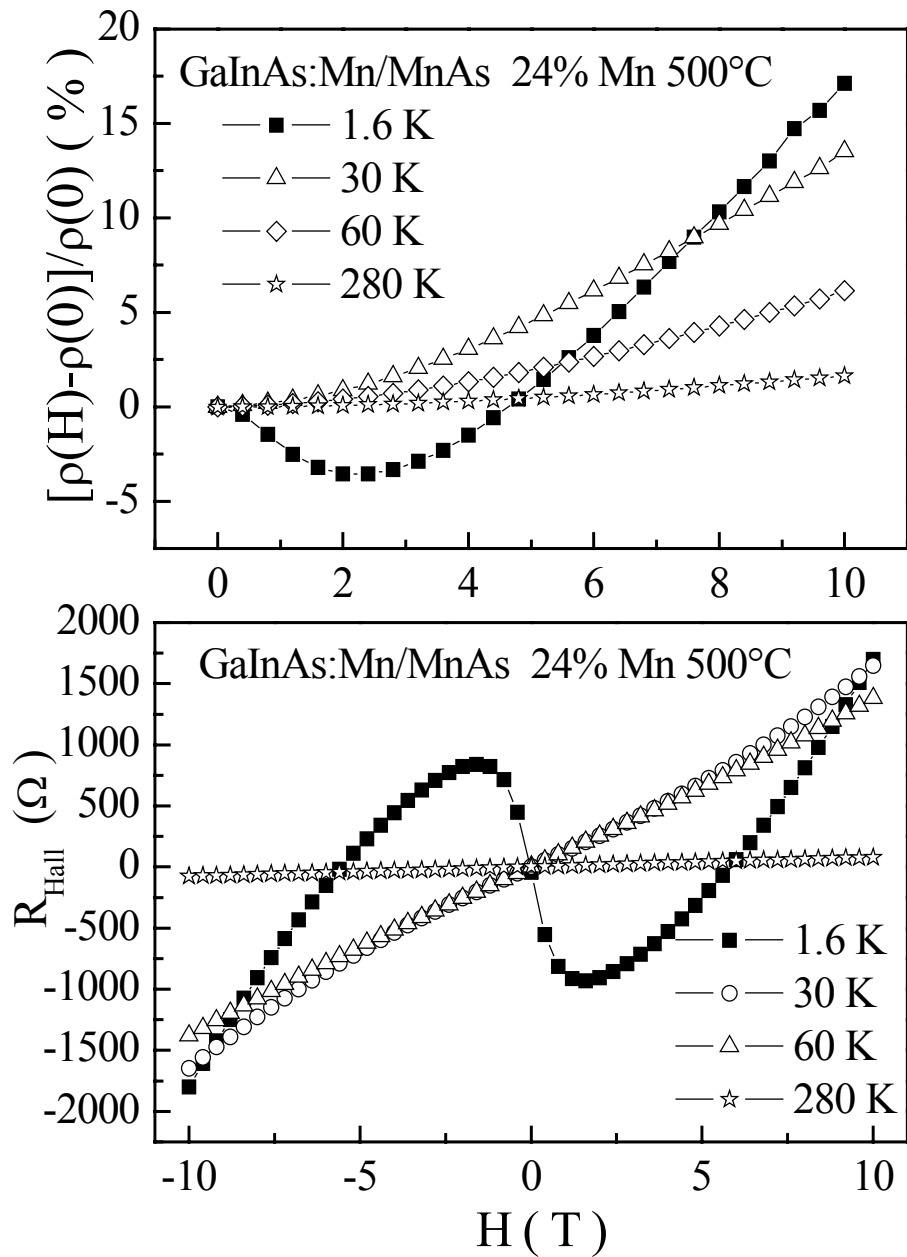 20
15
10
5
0
-5
[ρ(H)-ρ(0)]/ρ(0) ( % )
GaInAs:Mn/MnAs 24% Mn 500°C
1.6 K
30 K
60 K
280 K
0 2 4 6 8 10
2000
1500
1000
500
0
-500
-1000
-1500
-2000
R_Hall (Ω)
GaInAs:Mn/MnAs 24% Mn 500°C
1.6 K
30 K
60 K
280 K
-10 -5 0 5 10
H ( T )